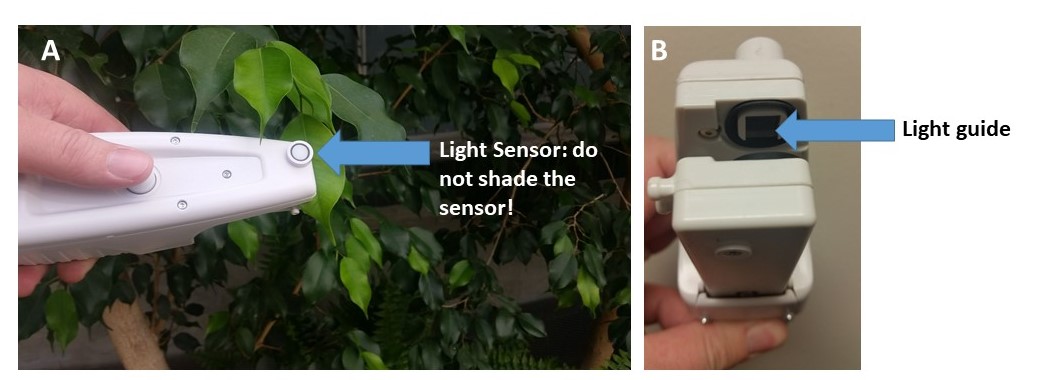 A
Light Sensor: do
not shade the
sensor!
B
Light guide